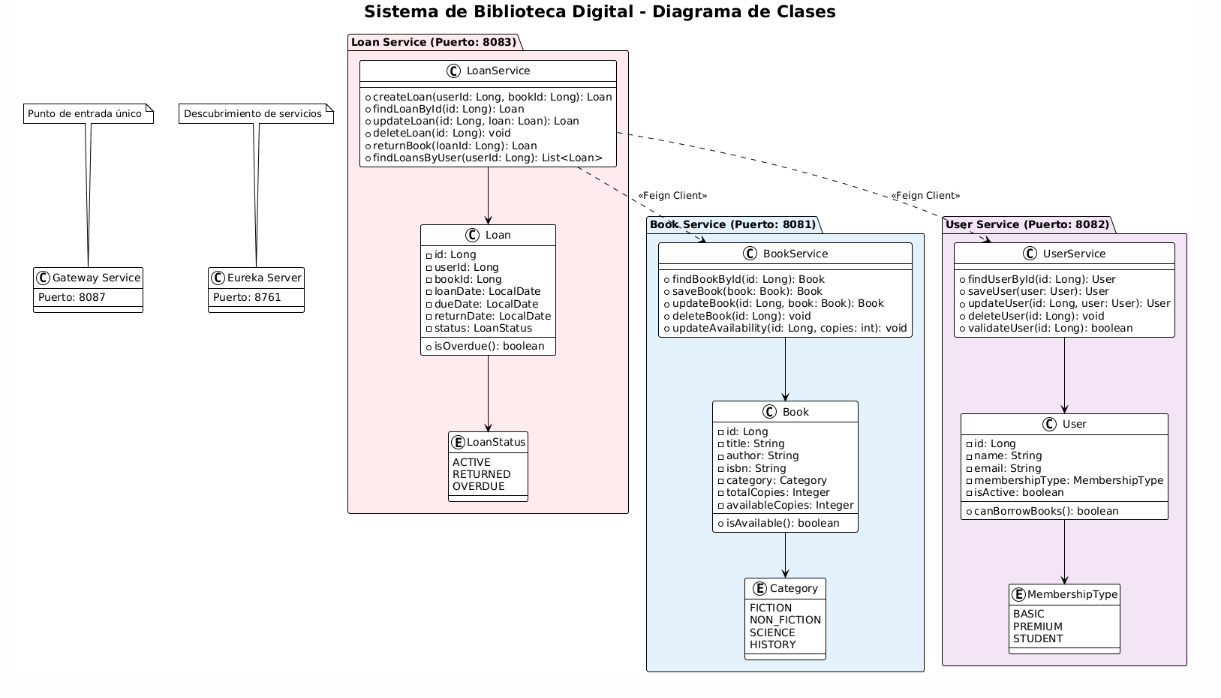 Sistema de Biblioteca Digital - Diagrama de Clases
Punto de entrada único
Gateway Service
Puerto: 8087
Descubrimiento de servicios
Eureka Server
Puerto: 8761
Loan Service (Puerto: 8083)
C LoanService
createLoan(userId: Long, bookId: Long): Loan
findLoanById(id: Long): Loan
updateLoan(id: Long, loan: Loan): Loan
deleteLoan(id: Long): void
returnBook(loanId: Long): Loan
findLoansByUser(userId: Long): List<Loan>
C Loan
id: Long
userId: Long
bookId: Long
loanDate: LocalDate
dueDate: LocalDate
returnDate: LocalDate
status: LoanStatus
isOverdue(): boolean
E LoanStatus
ACTIVE
RETURNED
OVERDUE
«Feign Client»
«Feign Client»
Book Service (Puerto: 8081)
C BookService
findBookById(id: Long): Book
saveBook(book: Book): Book
updateBook(id: Long, book: Book): Book
deleteBook(id: Long): void
updateAvailability(id: Long, copies: int): void
C Book
id: Long
title: String
author: String
isbn: String
category: Category
totalCopies: Integer
availableCopies: Integer
isAvailable(): boolean
E Category
FICTION
NON_FICTION
SCIENCE
HISTORY
User Service (Puerto: 8082)
C UserService
findUserById(id: Long): User
saveUser(user: User): User
updateUser(id: Long, user: User): User
deleteUser(id: Long): void
validateUser(id: Long): boolean
C User
id: Long
name: String
email: String
membershipType: MembershipType
isActive: boolean
canBorrowBooks(): boolean
E MembershipType
BASIC
PREMIUM
STUDENT